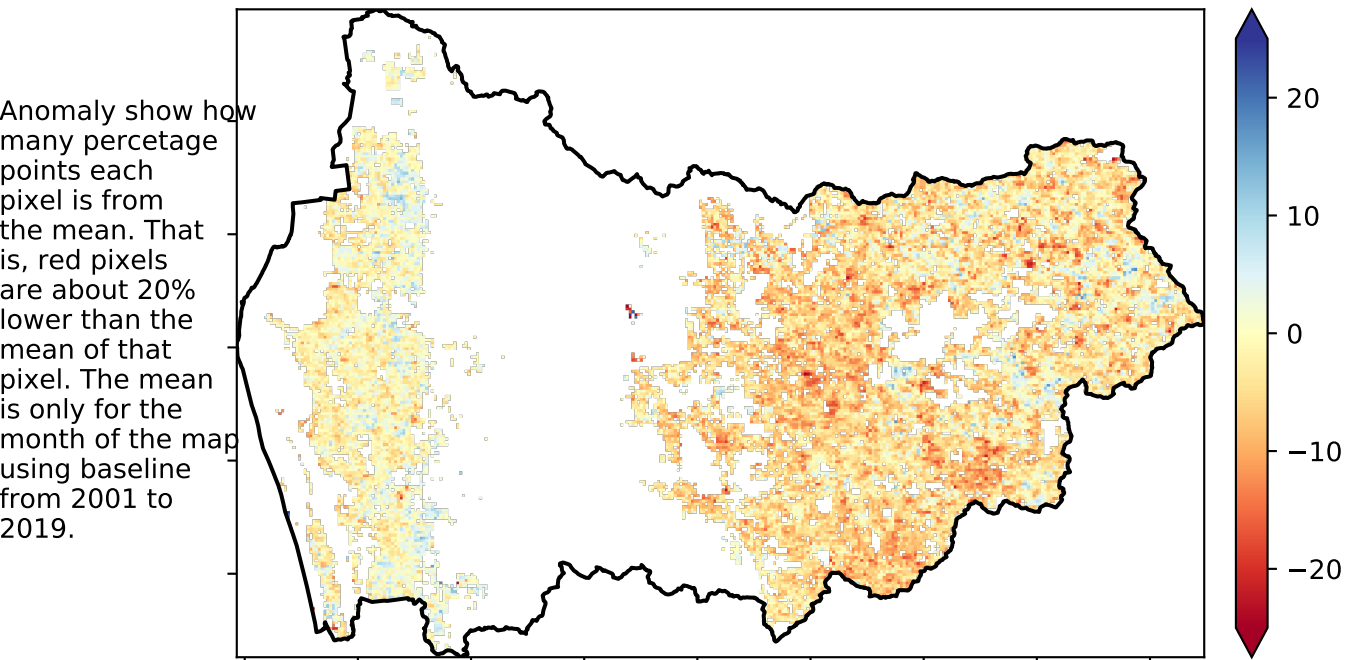 Anomaly show how
many percetage
points each
pixel is from
the mean. That
is, red pixels
are about 20%
lower than the
mean of that
pixel. The mean
is only for the
month of the map
using baseline
from 2001 to
2019.
20
10
0
−10
−20